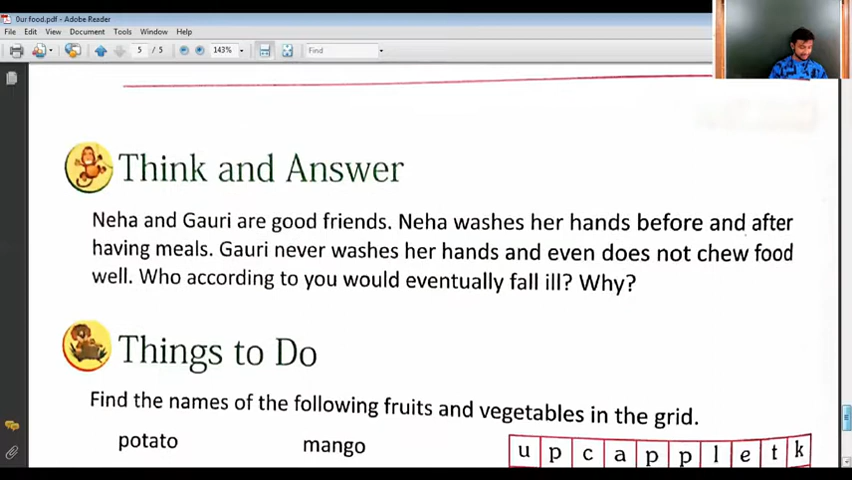 0ur food.pdf - Adobe Reader
File Edit View Document Tools Window Help
5 / 5 143% Find
Think and Answer
Neha and Gauri are good friends. Neha washes her hands before and after
having meals. Gauri never washes her hands and even does not chew food
well. Who according to you would eventually fall ill? Why?
Things to Do
Find the names of the following fruits and vegetables in the grid.
potato mango
u p c a p p l e t k